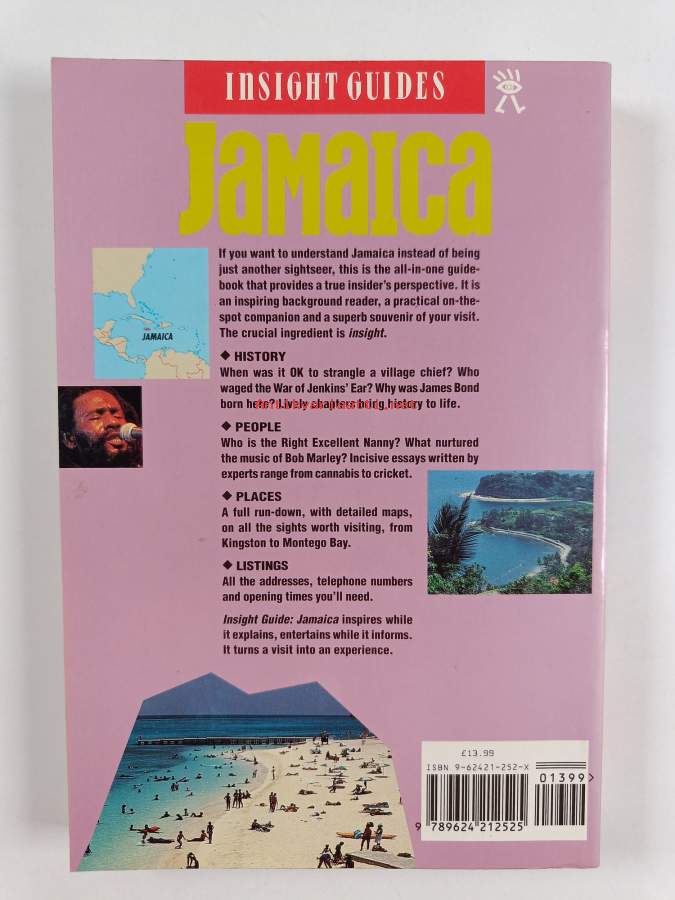 INSIGHT GUIDES
Jamaica
If you want to understand Jamaica instead of being
just another sightseer, this is the all-in-one guide-
book that provides a true insider's perspective. It is
an inspiring background reader, a practical on-the-
spot companion and a superb souvenir of your visit.
The crucial ingredient is insight.
JAMAICA
◆ HISTORY
When was it OK to strangle a village chief? Who
waged the War of Jenkins' Ear? Why was James Bond
born here? Lively chapters bring history to life.
◆ PEOPLE
Who is the Right Excellent Nanny? What nurtured
the music of Bob Marley? Incisive essays written by
experts range from cannabis to cricket.
◆ PLACES
A full run-down, with detailed maps,
on all the sights worth visiting, from
Kingston to Montego Bay.
◆ LISTINGS
All the addresses, telephone numbers
and opening times you'll need.
Insight Guide: Jamaica inspires while
it explains, entertains while it informs.
It turns a visit into an experience.
£13.99
ISBN 9-62421-252-X
01399>
9 789624 212525